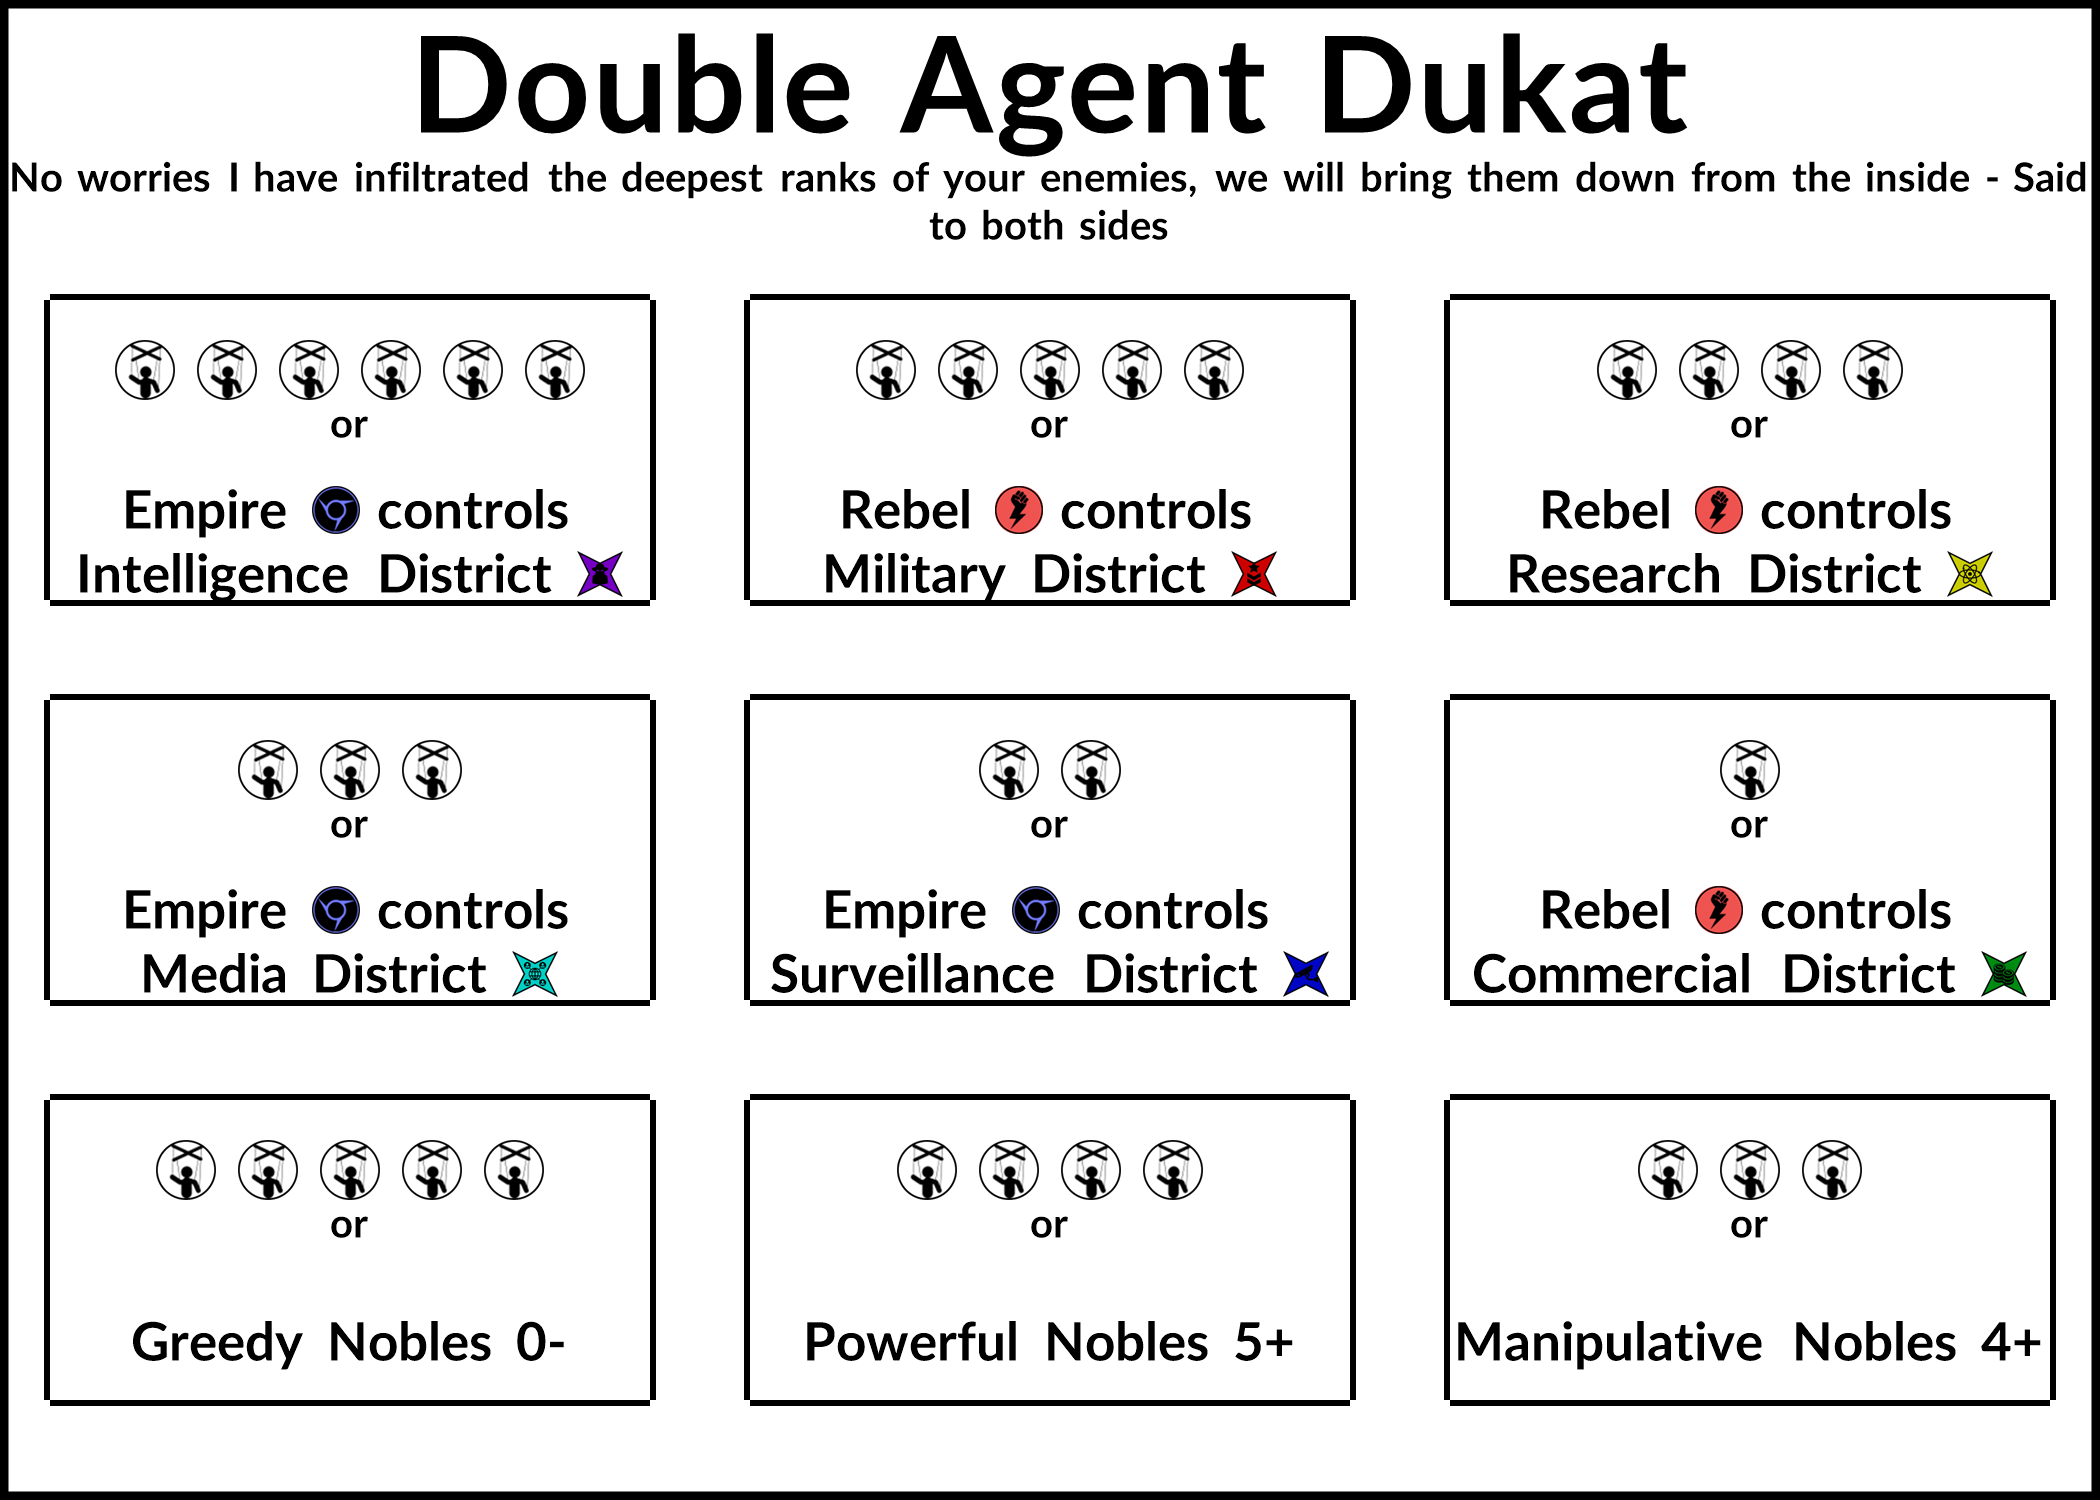 Double Agent Dukat
No worries I have infiltrated the deepest ranks of your enemies, we will bring them down from the inside - Said
to both sides
or
Empire controls
Intelligence District
or
Rebel controls
Military District
or
Rebel controls
Research District
or
Empire controls
Media District
or
Empire controls
Surveillance District
or
Rebel controls
Commercial District
or
Greedy Nobles 0-
or
Powerful Nobles 5+
or
Manipulative Nobles 4+